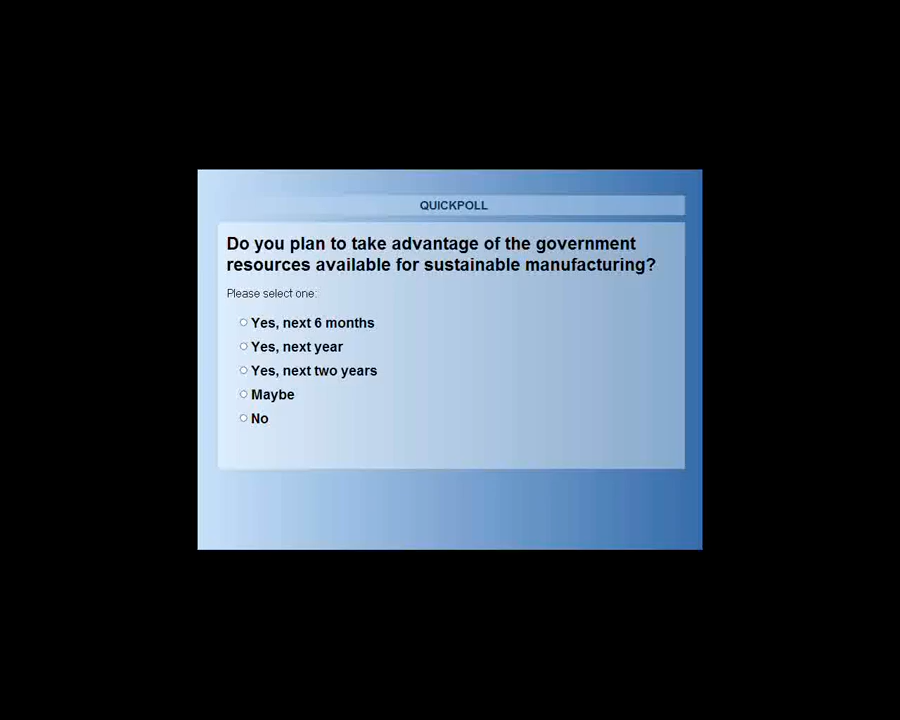 QUICKPOLL
Do you plan to take advantage of the government
resources available for sustainable manufacturing?
Please select one:
Yes, next 6 months
Yes, next year
Yes, next two years
Maybe
No